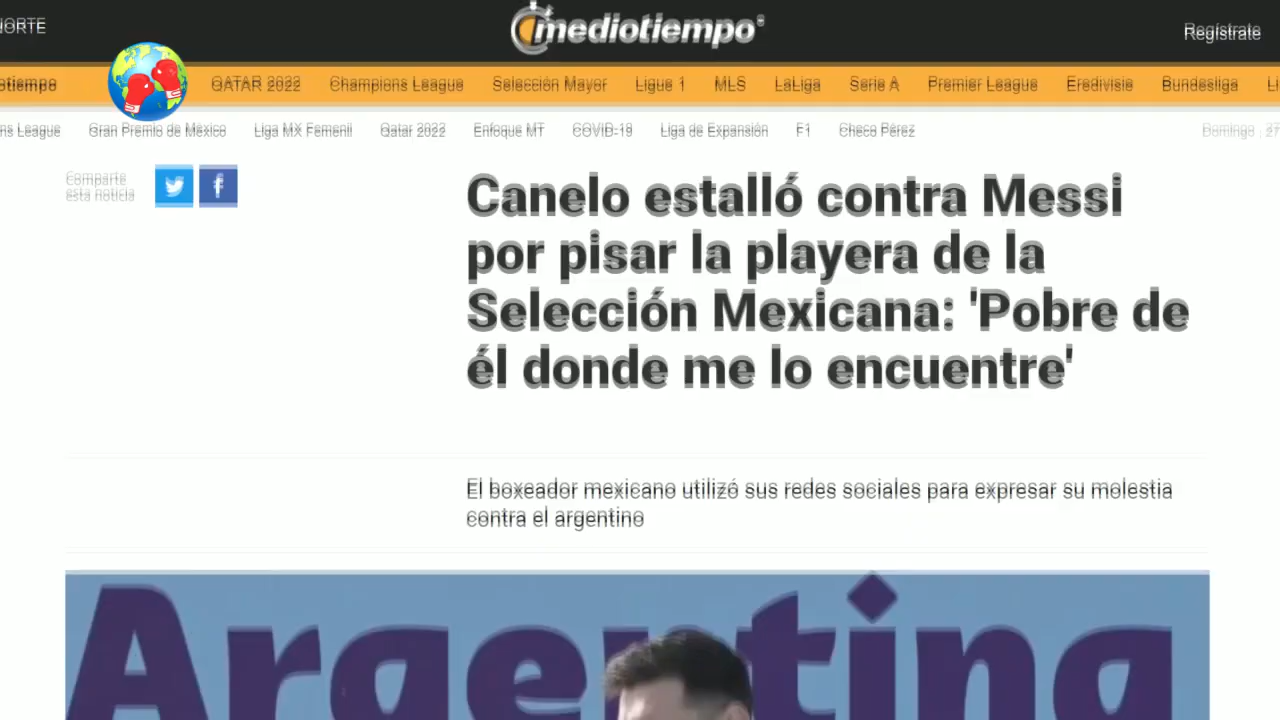 NORTE
mediotiempo
Regístrate
otiempo QATAR 2022 Champions League Selección Mayor Ligue 1 MLS LaLiga Serie A Premier League Eredivisie Bundesliga
ns League Gran Premio de México Liga MX Femenil Qatar 2022 Enfoque MT COVID-19 Liga de Expansión F1 Checo Pérez Domingo, 27
Comparte
esta noticia
Canelo estalló contra Messi
por pisar la playera de la
Selección Mexicana: 'Pobre de
él donde me lo encuentre'
El boxeador mexicano utilizó sus redes sociales para expresar su molestia
contra el argentino
Argentina